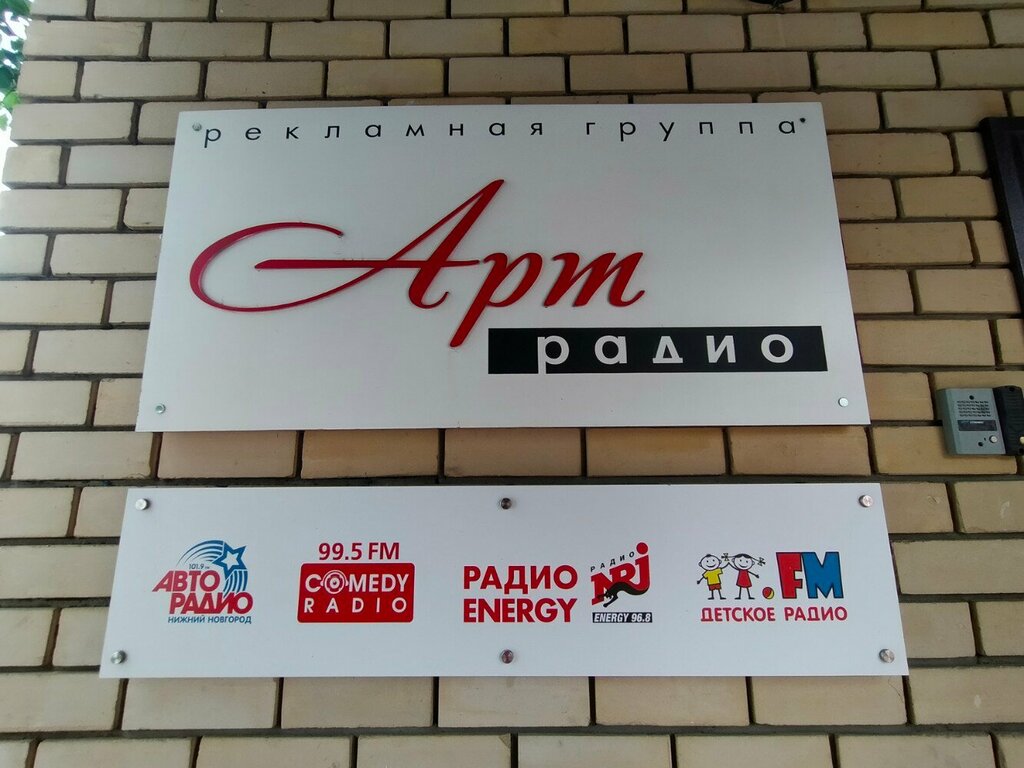 рекламная группа
Арт
радио
101.9 FM
АВТО
РАДИО
НИЖНИЙ НОВГОРОД
99.5 FM
COMEDY
RADIO
РАДИО
ENERGY
РАДИО
NRJ
ENERGY 96.8
.FM
ДЕТСКОЕ РАДИО